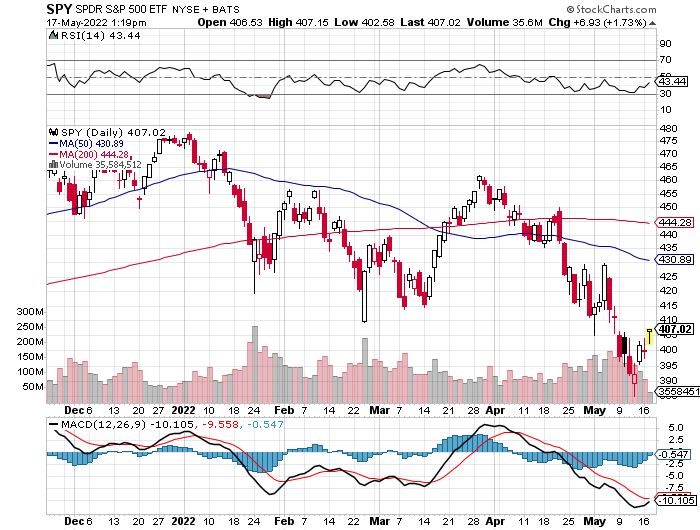 SPY SPDR S&P 500 ETF NYSE + BATS
© StockCharts.com
17-May-2022 1:19pm
Open 406.53 High 407.15 Low 402.58 Last 407.02 Volume 35.6M Chg +6.93 (+1.73%)
RSI(14) 43.44
90
70
50
43.44
30
10
SPY (Daily) 407.02
MA(50) 430.89
MA(200) 444.28
Volume 35,584,512
480
475
470
465
460
455
450
444.28
440
435
430.89
425
420
415
410
407.02
400
395
390
3558451
300M
250M
200M
150M
100M
50M
Dec 6 13 20 27 2022 10 18 24 Feb 7 14 22 Mar 7 14 21 Apr 11 18 25 May 9 16
MACD(12,26,9) -10.105, -9.558, -0.547
5.0
2.5
-0.547
-2.5
-5.0
-7.5
-10.105
Dec 6 13 20 27 2022 10 18 24 Feb 7 14 22 Mar 7 14 21 Apr 11 18 25 May 9 16